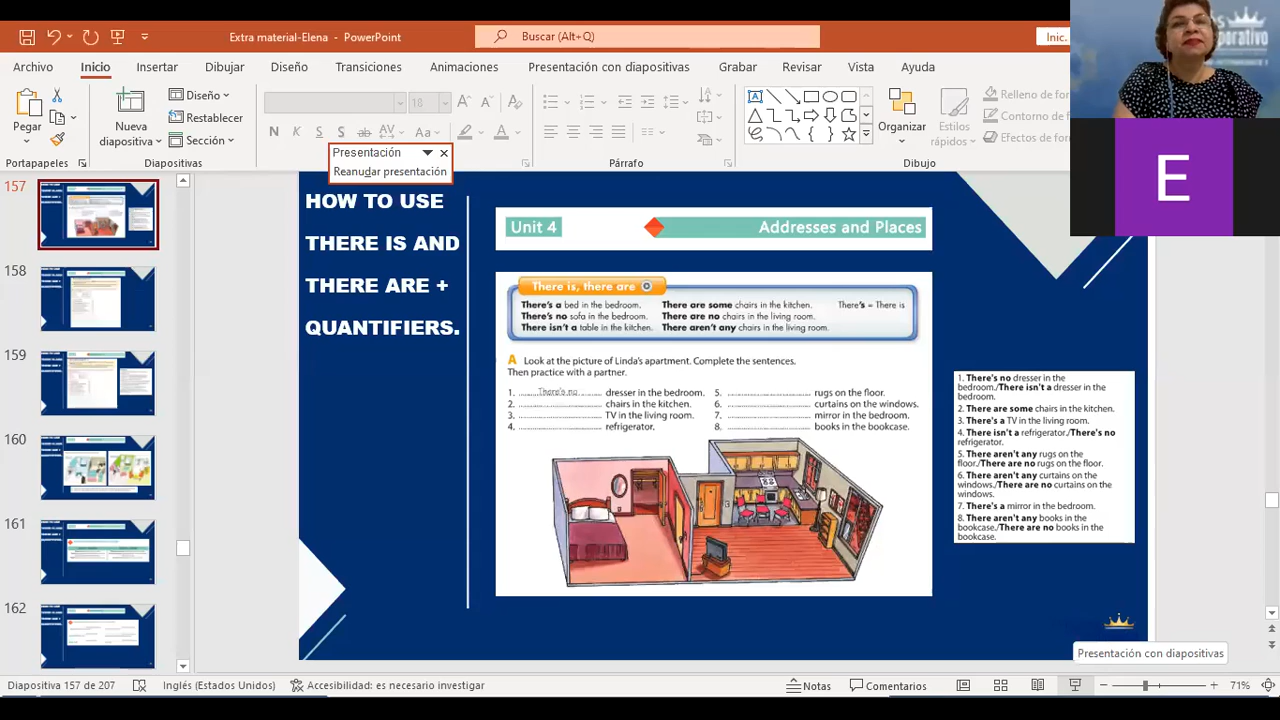 Extra material-Elena - PowerPoint
Buscar (Alt+Q)
Inic.
Archivo Inicio Insertar Dibujar Diseño Transiciones Animaciones Presentación con diapositivas Grabar Revisar Vista Ayuda
Pegar
Nueva diapositiva
Diseño
Restablecer
Sección
18
N K S S ab AV Aa A
Organizar
Estilos rápidos
Relleno de for
Contorno de for
Efectos de form
Portapapeles
Diapositivas
Párrafo
Dibujo
Presentación
Reanudar presentación
E
157
158
159
160
161
162
HOW TO USE
THERE IS AND
THERE ARE +
QUANTIFIERS.
Unit 4
Addresses and Places
There is, there are
There's a bed in the bedroom. There are some chairs in the kitchen. There's = There is
There's no sofa in the bedroom. There are no chairs in the living room.
There isn't a table in the kitchen. There aren't any chairs in the living room.
A Look at the picture of Linda's apartment. Complete the sentences.
Then practice with a partner.
1. There's no dresser in the bedroom. 5. rugs on the floor.
2. chairs in the kitchen. 6. curtains on the windows.
3. TV in the living room. 7. mirror in the bedroom.
4. refrigerator. 8. books in the bookcase.
1. There's no dresser in the
bedroom./There isn't a dresser in the
bedroom.
2. There are some chairs in the kitchen.
3. There's a TV in the living room.
4. There isn't a refrigerator./There's no
refrigerator.
5. There aren't any rugs on the
floor./There are no rugs on the floor.
6. There aren't any curtains on the
windows./There are no curtains on the
windows.
7. There's a mirror in the bedroom.
8. There aren't any books in the
bookcase./There are no books in the
bookcase.
Presentación con diapositivas
Diapositiva 157 de 207 Inglés (Estados Unidos) Accesibilidad: es necesario investigar Notas Comentarios 71%